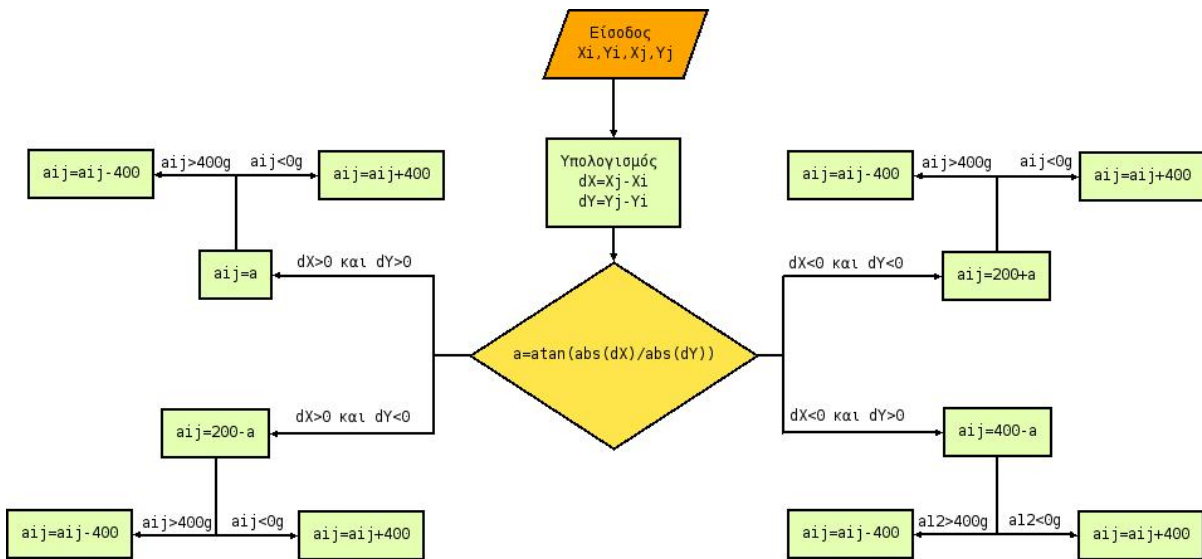 Είσοδος
Xi,Yi,Xj,Yj
Υπολογισμός
dX=Xj-Xi
dY=Yj-Yi
a=atan(abs(dX)/abs(dY))
aij=aij-400
aij>400g
aij<0g
aij=aij+400
aij=a
dX>0 και dY>0
aij=aij-400
aij>400g
aij<0g
aij=aij+400
dX<0 και dY<0
aij=200+a
dX>0 και dY<0
aij=200-a
aij=aij-400
aij>400g
aij<0g
aij=aij+400
dX<0 και dY>0
aij=400-a
aij=aij-400
a12>400g
a12<0g
aij=aij+400